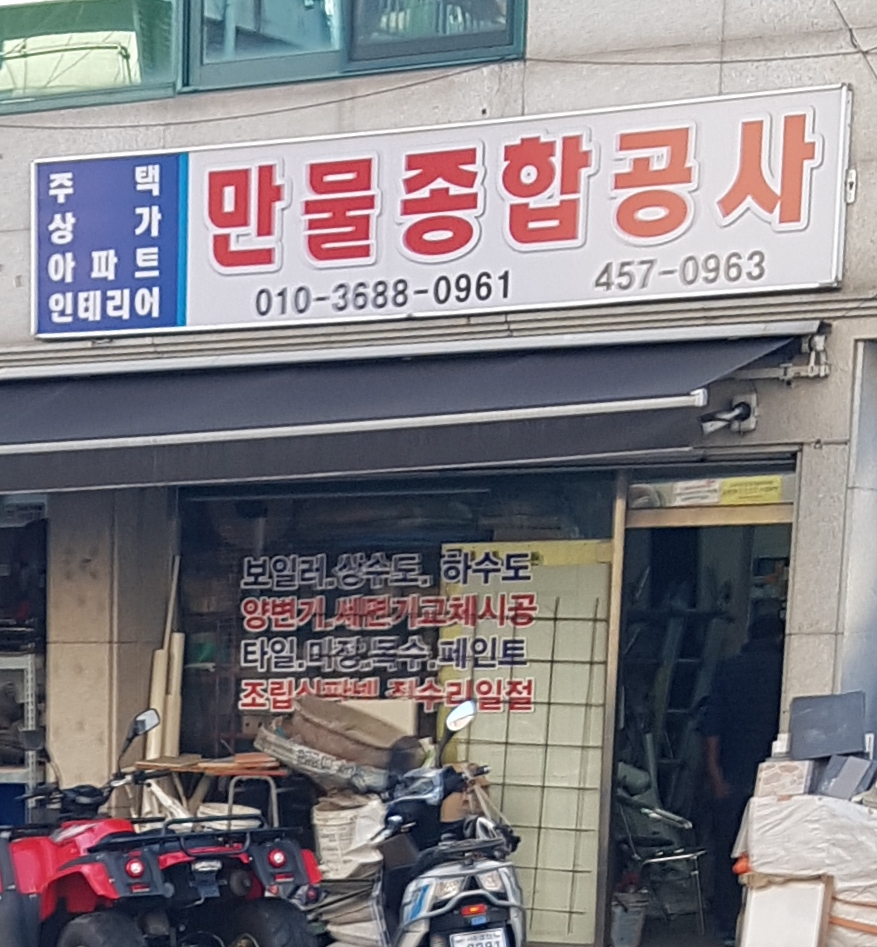 주택
상가
아파트
인테리어
만물종합공사
010-3688-0961 457-0963
보일러.상수도. 하수도
양변기.세면기교체시공
타일.미장.목수.페인트
조립식판넬 집수리일절